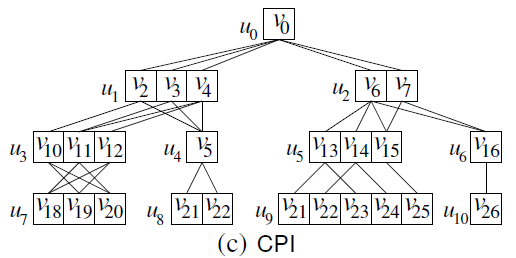 u0 v0
u1 v2 v3 v4 u2 v6 v7
u3 v10 v11 v12 u4 v5 u5 v13 v14 v15 u6 v16
u7 v18 v19 v20 u8 v21 v22 u9 v21 v22 v23 v24 v25 u10 v26
(c) CPI